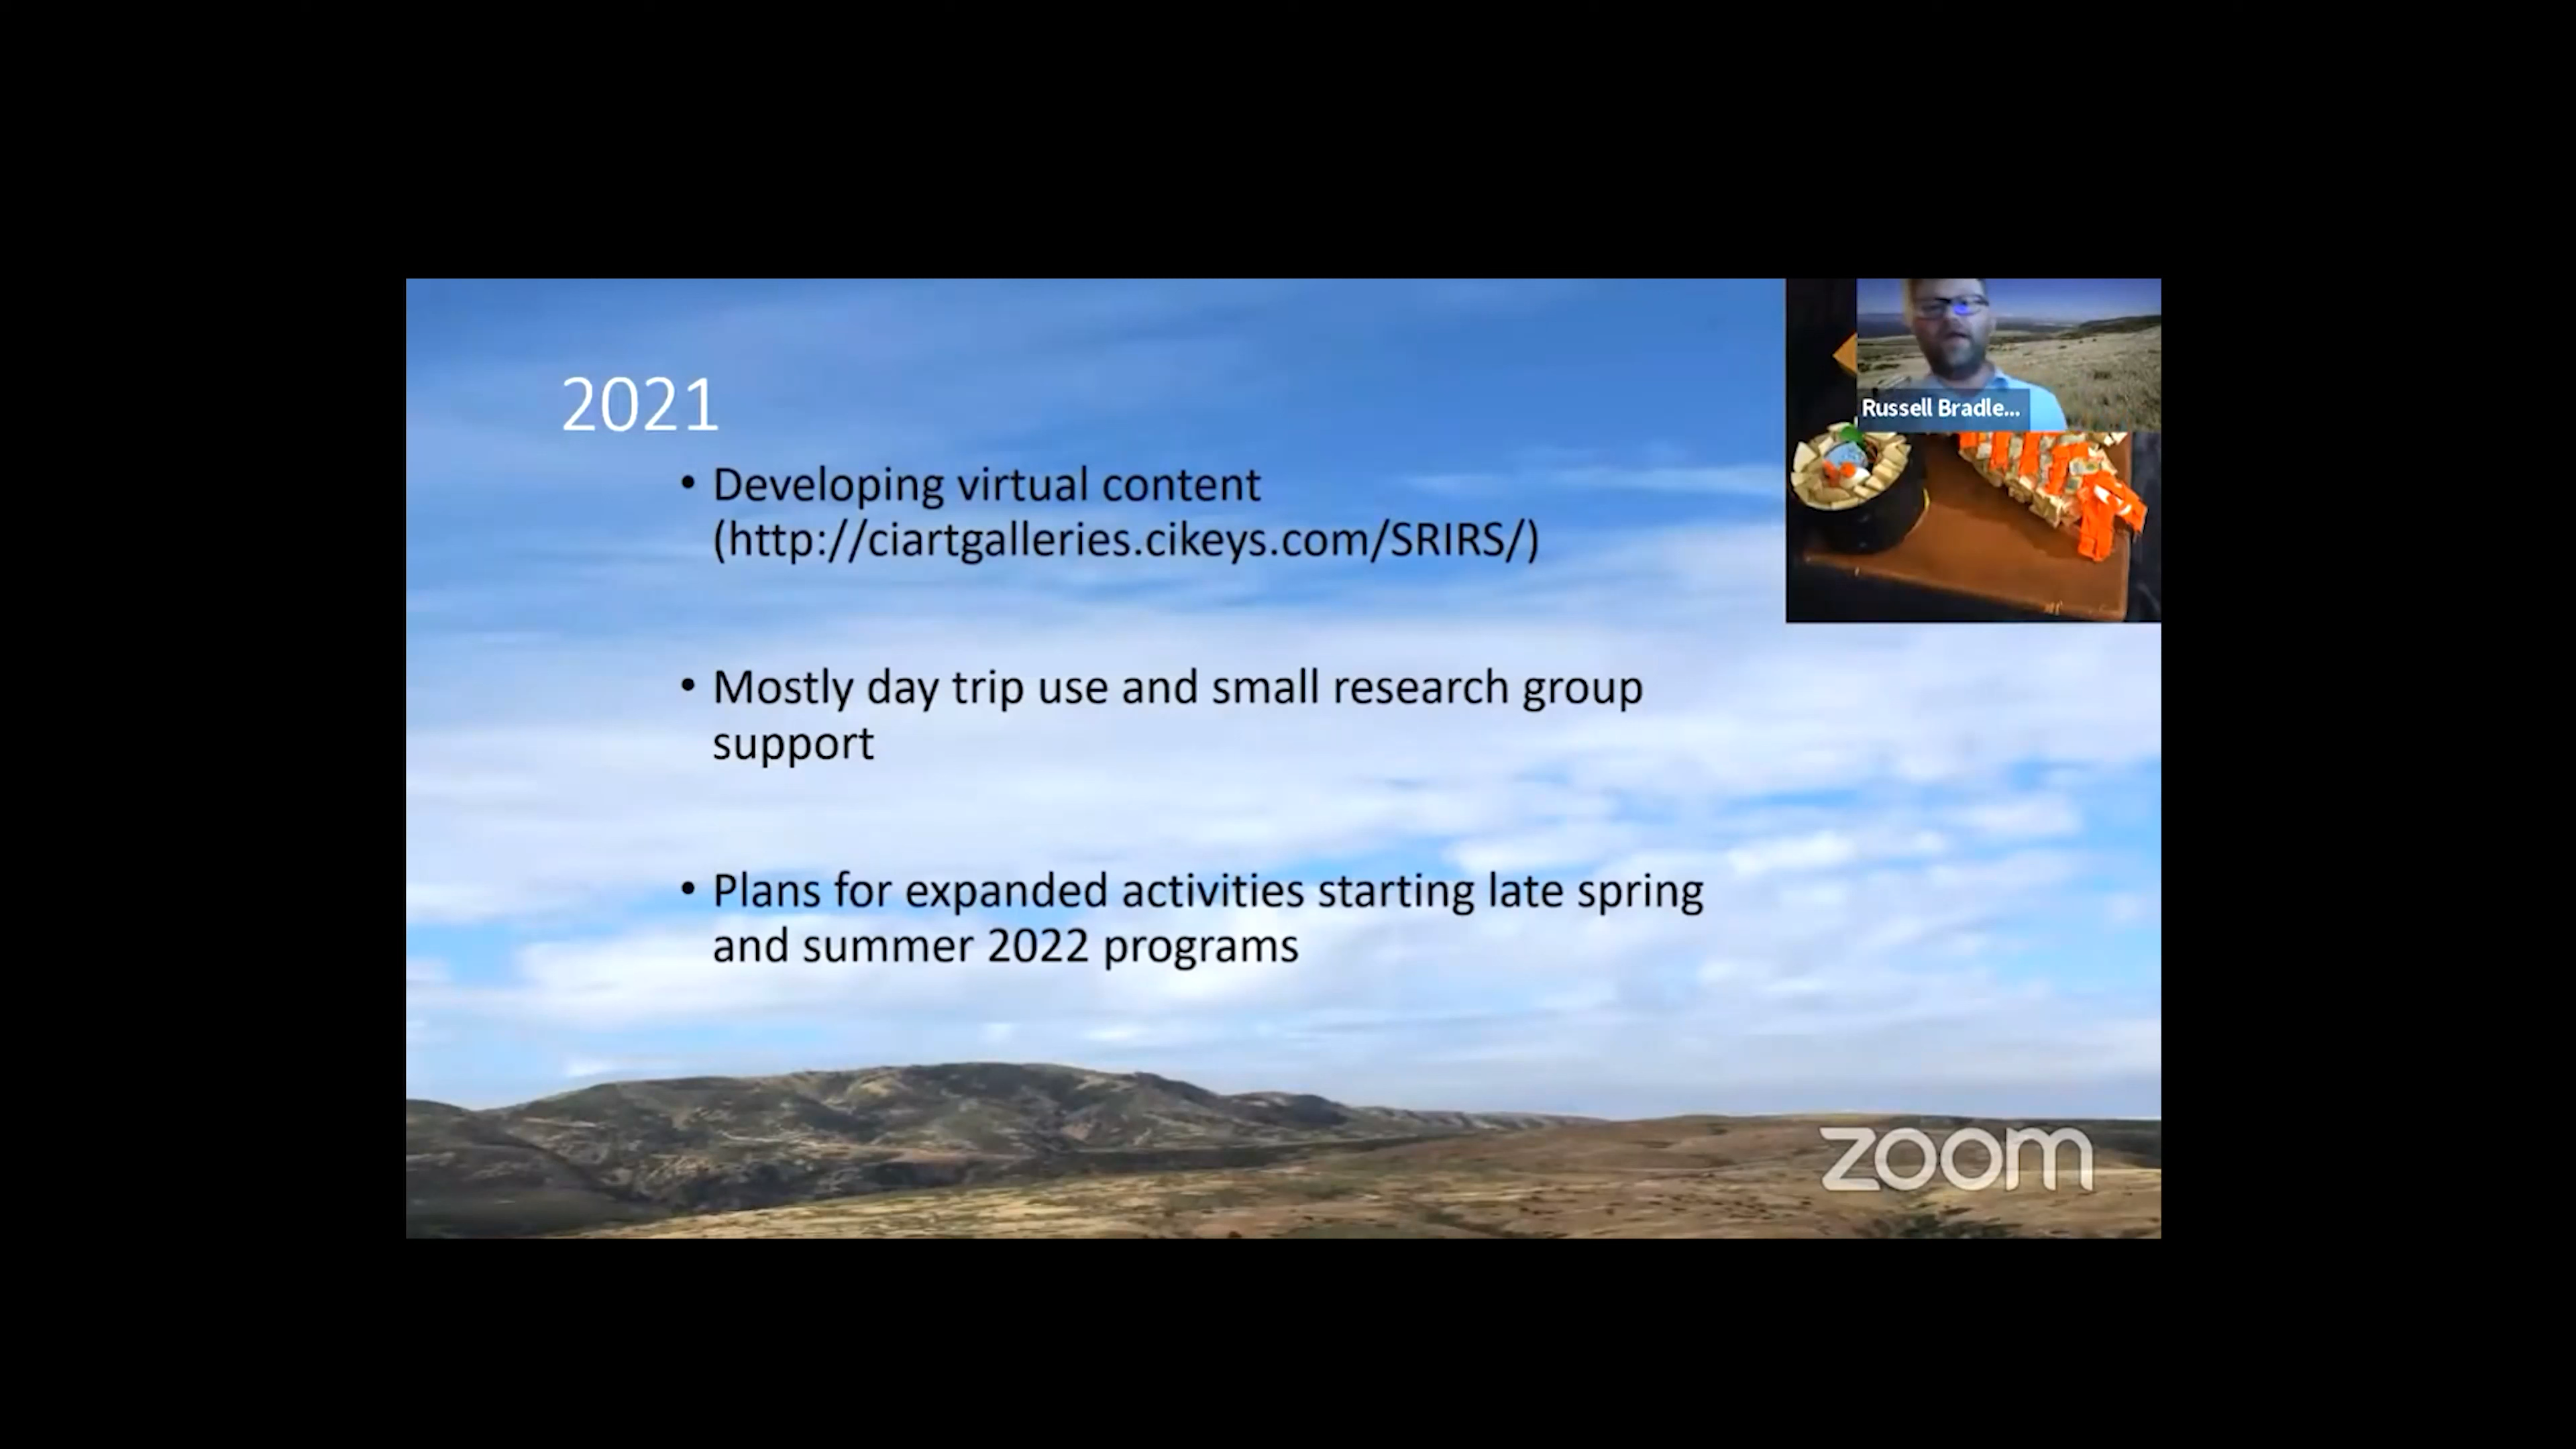 2021
• Developing virtual content
(http://ciartgalleries.cikeys.com/SRIRS/)
• Mostly day trip use and small research group
support
• Plans for expanded activities starting late spring
and summer 2022 programs
Russell Bradle...
zoom